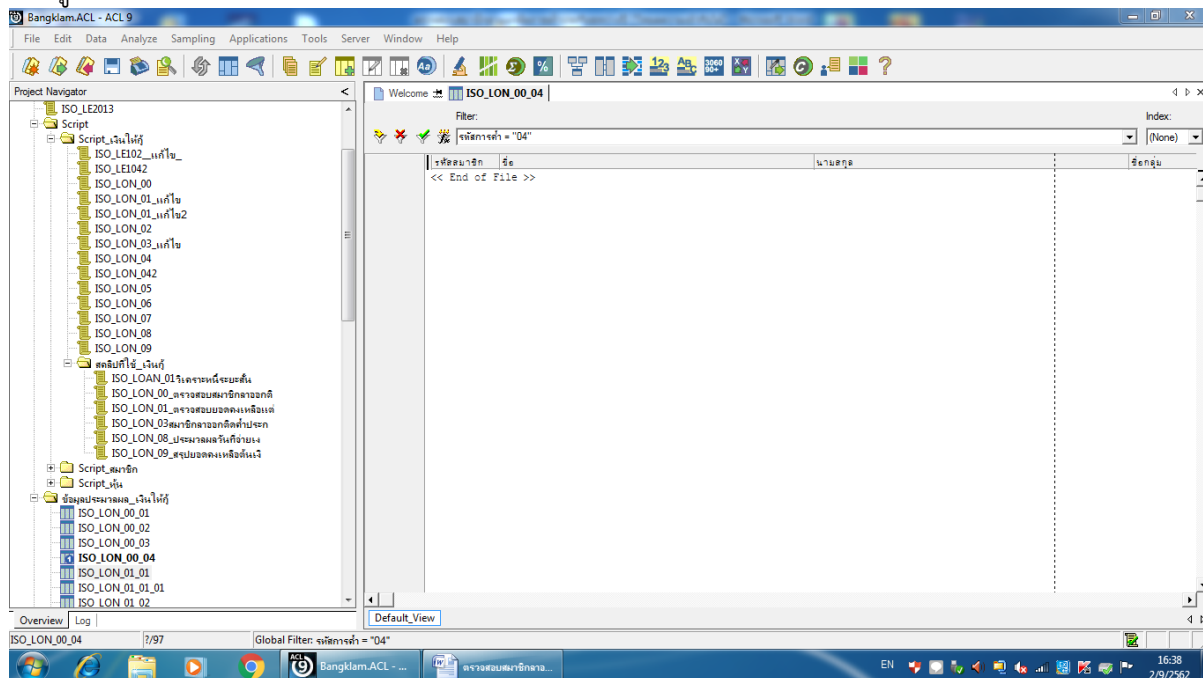 Bangklam.ACL - ACL 9
File Edit Data Analyze Sampling Applications Tools Server Window Help
Project Navigator
Welcome ISO_LON_00_04
ISO_LE2013
Script
Script_เงินให้กู้
ISO_LE102__แก้ไข_
ISO_LE1042
ISO_LON_00
ISO_LON_01_แก้ไข
ISO_LON_01_แก้ไข2
ISO_LON_02
ISO_LON_03_แก้ไข
ISO_LON_04
ISO_LON_042
ISO_LON_05
ISO_LON_06
ISO_LON_07
ISO_LON_08
ISO_LON_09
สคลิปที่ใช้_เงินกู้
ISO_LOAN_01วิเคราะหนี้ระยะสั้น
ISO_LON_00_ตรวจสอบสมาชิกลาออกติ
ISO_LON_01_ตรวจสอบยอดคงเหลือแต่
ISO_LON_03สมาชิกลาออกติดค้ำประก
ISO_LON_08_ประมวลผลวันที่จ่ายเง
ISO_LON_09_สรุปยอดคงเหลือต้นเงิ
Script_สมาชิก
Script_หุ้น
ข้อมูลประมวลผล_เงินให้กู้
ISO_LON_00_01
ISO_LON_00_02
ISO_LON_00_03
ISO_LON_00_04
ISO_LON_01_01
ISO_LON_01_01_01
ISO_LON_01_02
Overview Log
Filter:
Index:
รหัสการค้ำ = "04"
(None)
รหัสสมาชิก ชื่อ นามสกุล ชื่อกลุ่ม
<< End of File >>
Default_View
ISO_LON_00_04 ?/97 Global Filter: รหัสการค้ำ = "04"
Bangklam.ACL - ... ตรวจสอบสมาชิกลาอ... EN 16:38
2/9/2562